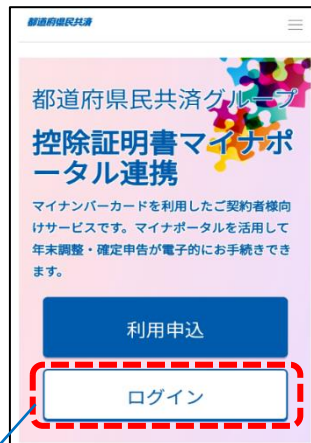 都道府県民共済
都道府県民共済グループ
控除証明書マイナポ
ータル連携
マイナンバーカードを利用したご契約者様向
けサービスです。マイナポータルを活用して
年末調整・確定申告が電子的にお手続きでき
ます。
利用申込
ログイン